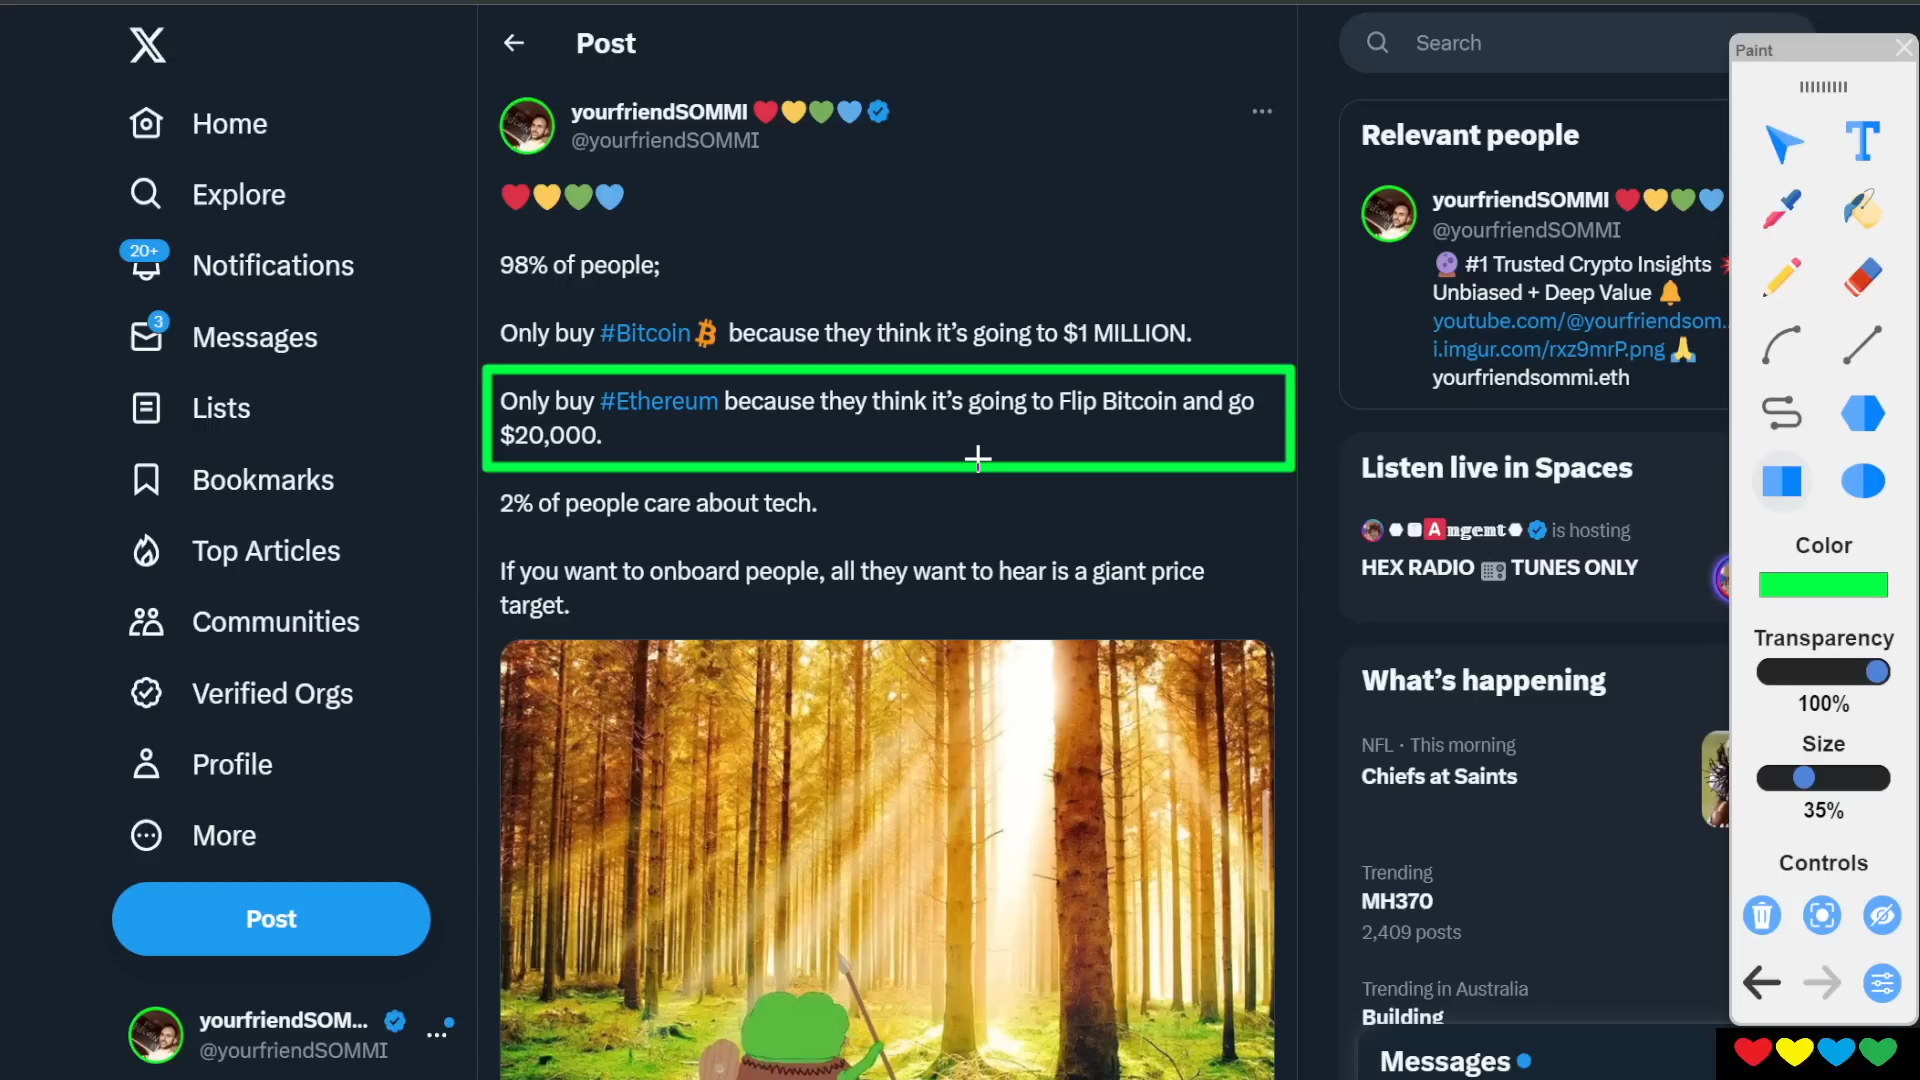 Post
Search
Paint
Home
Explore
20+
Notifications
3
Messages
Lists
Bookmarks
Top Articles
Communities
Verified Orgs
Profile
More
Post
yourfriendSOM...
@yourfriendSOMMI
yourfriendSOMMI
@yourfriendSOMMI
98% of people;
Only buy #Bitcoin because they think it's going to $1 MILLION.
Only buy #Ethereum because they think it's going to Flip Bitcoin and go
$20,000.
2% of people care about tech.
If you want to onboard people, all they want to hear is a giant price
target.
Relevant people
yourfriendSOMMI
@yourfriendSOMMI
#1 Trusted Crypto Insights
Unbiased + Deep Value
youtube.com/@yourfriendsom..
i.imgur.com/rxz9mrP.png
yourfriendsommi.eth
Listen live in Spaces
Angent is hosting
HEX RADIO TUNES ONLY
What's happening
NFL · This morning
Chiefs at Saints
Trending
MH370
2,409 posts
Trending in Australia
Building
Messages
T
Color
Transparency
100%
Size
35%
Controls